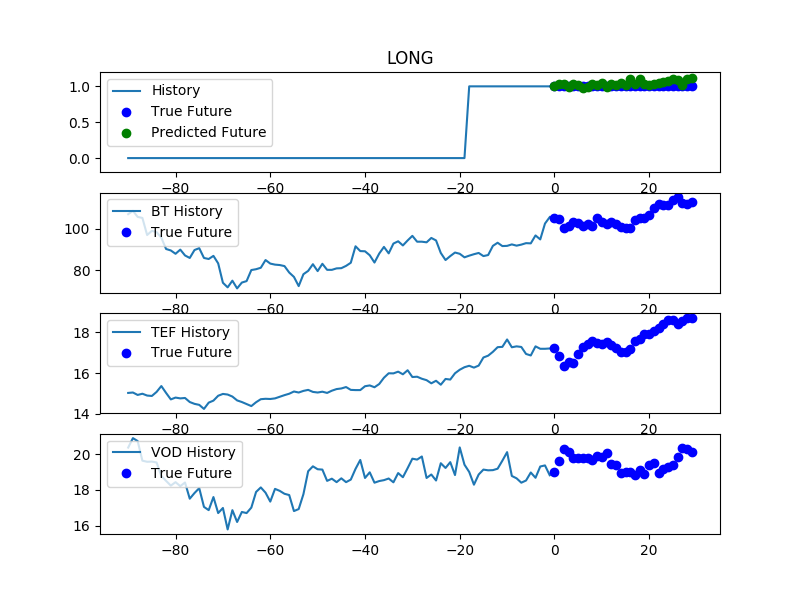 LONG
1.0
0.5
0.0
History
True Future
Predicted Future
−80 −60 −40 −20 0 20
100
80
BT History
True Future
−80 −60 −40 −20 0 20
18
16
14
TEF History
True Future
−80 −60 −40 −20 0 20
20
18
16
VOD History
True Future
−80 −60 −40 −20 0 20